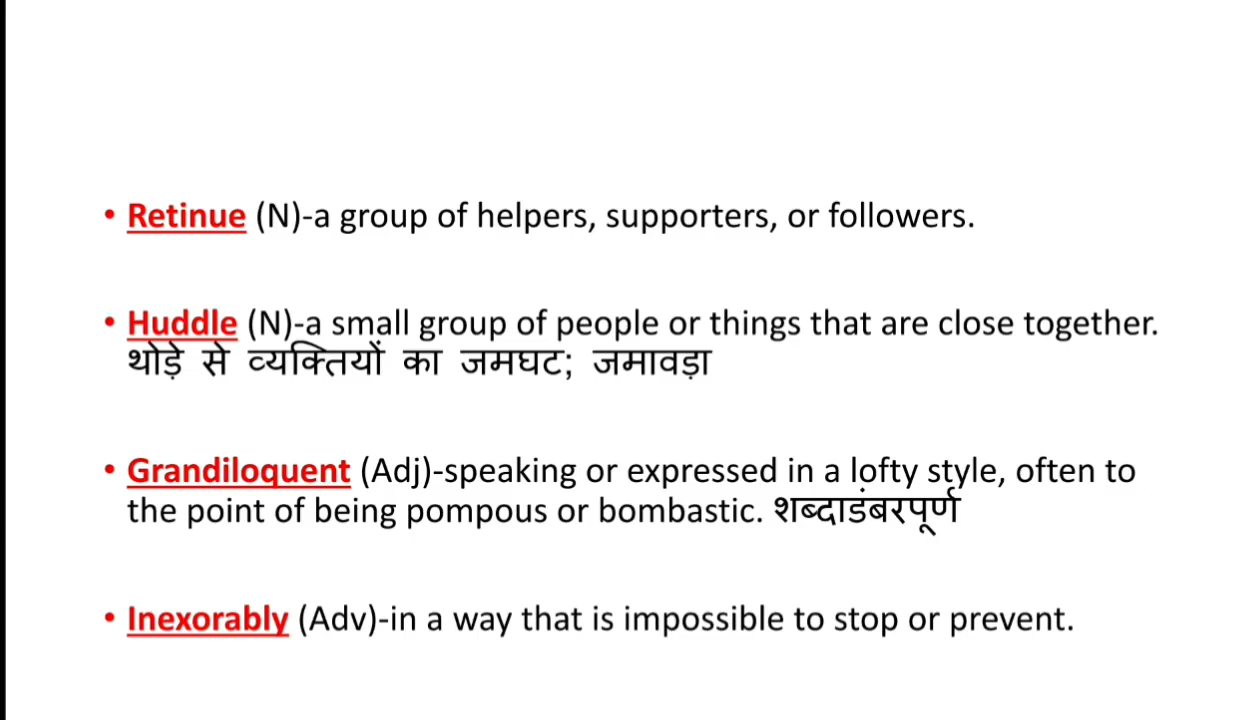 • Retinue (N)-a group of helpers, supporters, or followers.
• Huddle (N)-a small group of people or things that are close together.
थोड़े से व्यक्तियों का जमघट; जमावड़ा
• Grandiloquent (Adj)-speaking or expressed in a lofty style, often to
the point of being pompous or bombastic. शब्दाडंबरपूर्ण
• Inexorably (Adv)-in a way that is impossible to stop or prevent.